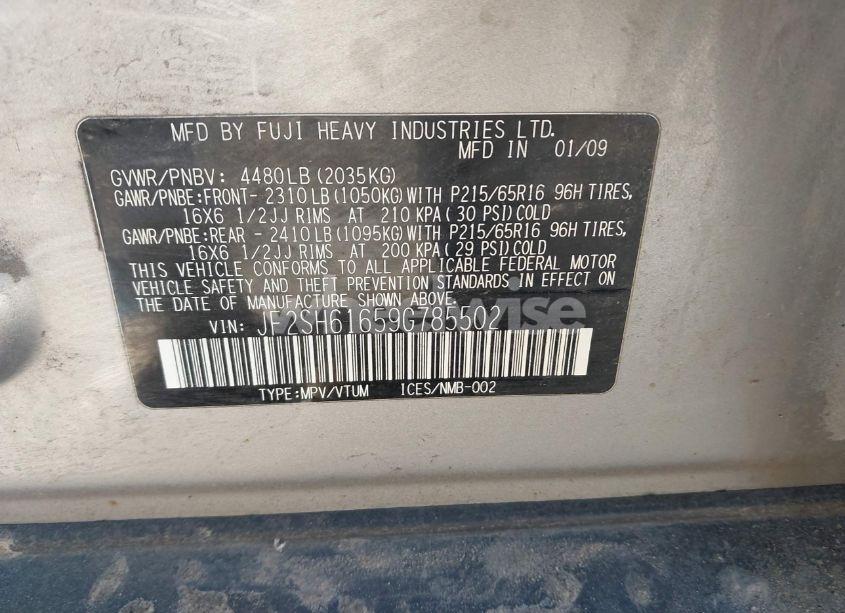 MFD BY FUJI HEAVY INDUSTRIES LTD.
MFD IN 01/09
GVWR/PNBV: 4480LB (2035KG)
GAWR/PNBE:FRONT- 2310 LB (1050KG) WITH P215/65R16 96H TIRES,
16X6 1/2JJ RIMS AT 210 KPA ( 30 PSI) COLD
GAWR/PNBE:REAR - 2410 LB (1095KG) WITH P215/65R16 96H TIRES,
16X6 1/2JJ RIMS AT 200 KPA ( 29 PSI) COLD
THIS VEHICLE CONFORMS TO ALL APPLICABLE FEDERAL MOTOR
VEHICLE SAFETY AND THEFT PREVENTION STANDARDS IN EFFECT ON
THE DATE OF MANUFACTURE SHOWN ABOVE.
VIN: JF2SH61659G785502
TYPE:MPV/VTUM ICES/NMB-002